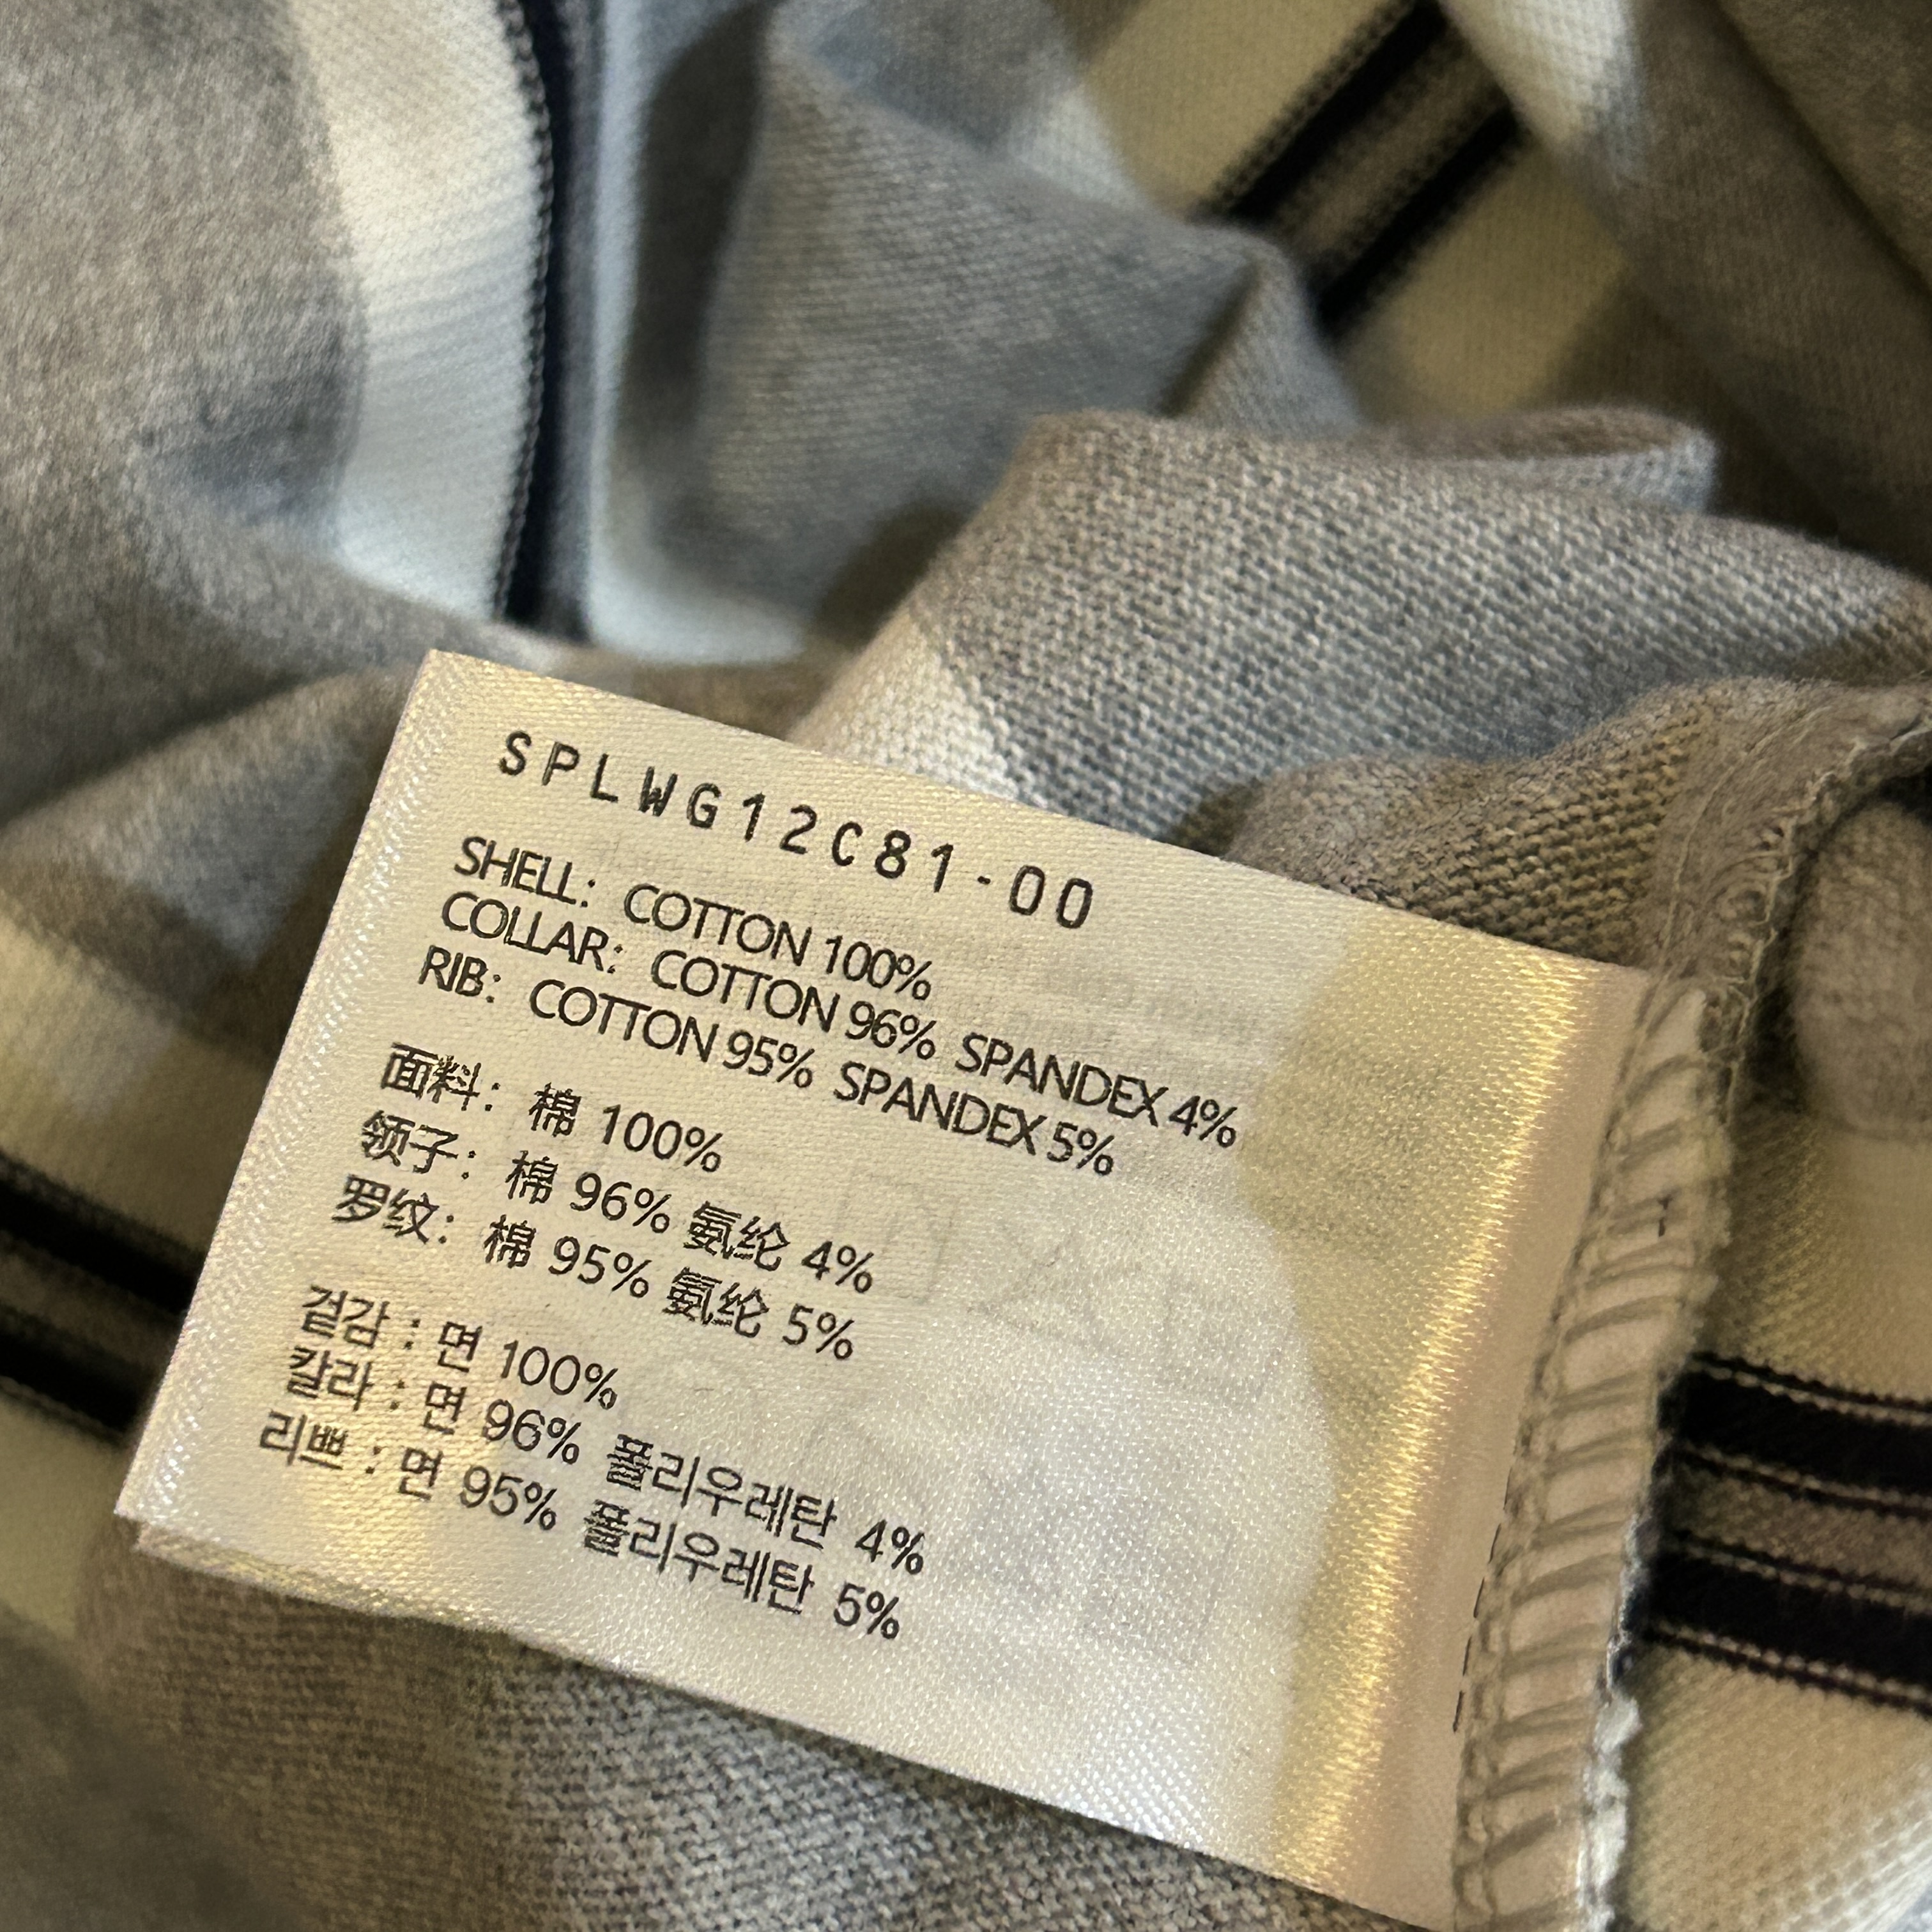 SPLWG12C81-00
SHELL: COTTON 100%
COLLAR: COTTON 96% SPANDEX 4%
RIB: COTTON 95% SPANDEX 5%
面料: 棉 100%
领子: 棉 96% 氨纶 4%
罗纹: 棉 95% 氨纶 5%
겉감 : 면 100%
칼라 : 면 96% 폴리우레탄 4%
리쁘 : 면 95% 폴리우레탄 5%